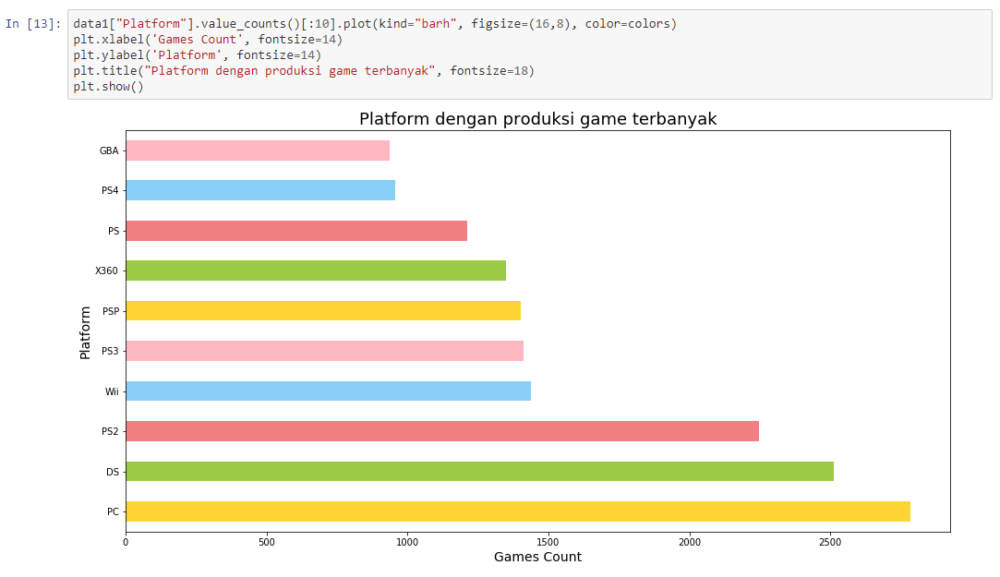 In [13]: data1["Platform"].value_counts()[:10].plot(kind="barh", figsize=(16,8), color=colors)
plt.xlabel('Games Count', fontsize=14)
plt.ylabel('Platform', fontsize=14)
plt.title("Platform dengan produksi game terbanyak", fontsize=18)
plt.show()
Platform dengan produksi game terbanyak
GBA
PS4
PS
X360
PSP
PS3
Wii
PS2
DS
PC
Platform
0 500 1000 1500 2000 2500
Games Count